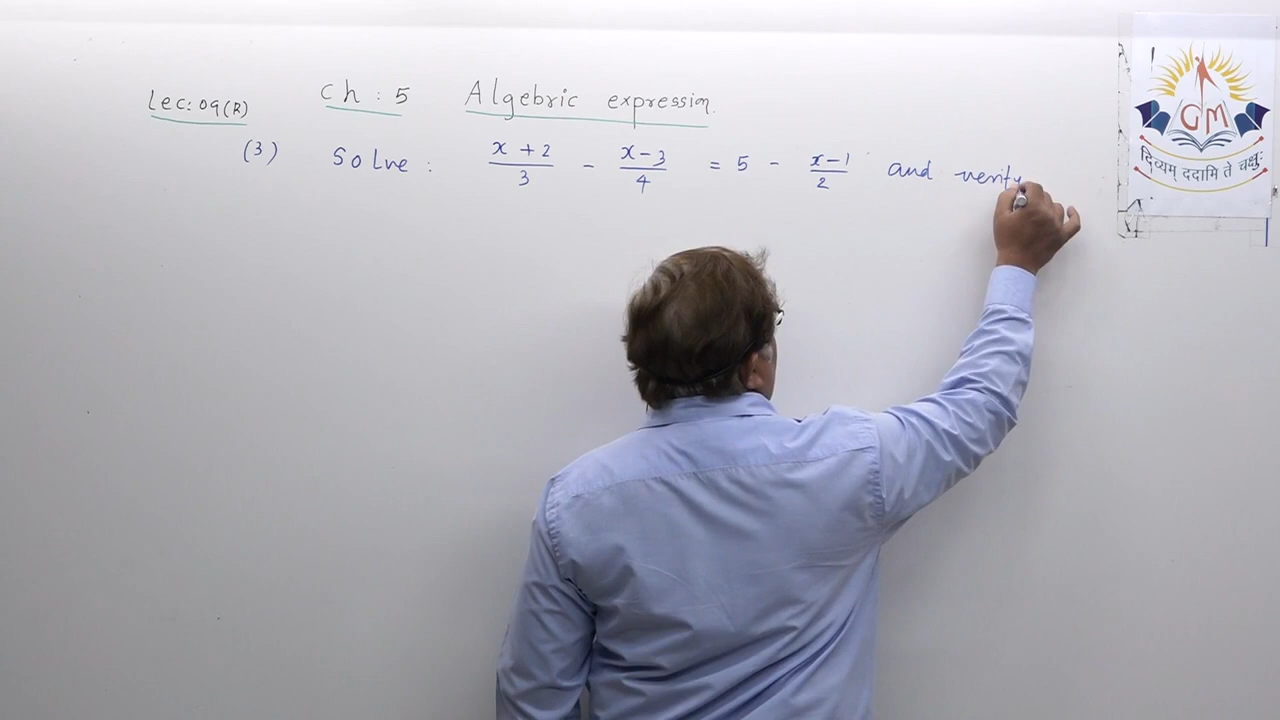 Lec: 09(R) Ch : 5 Algebric expression.
(3) Solve : x + 2 / 3 - x - 3 / 4 = 5 - x - 1 / 2 and verify
GM
दिव्यम् ददामि ते चक्षुः